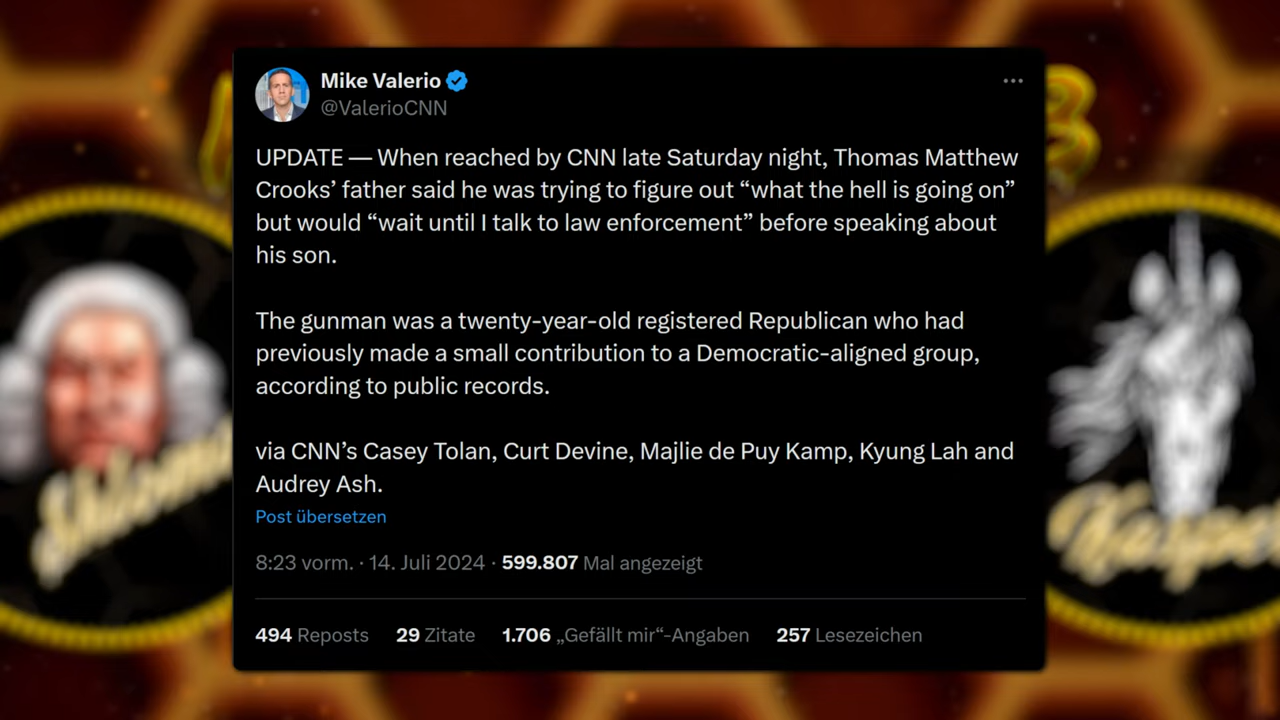 Mike Valerio
@ValerioCNN
UPDATE — When reached by CNN late Saturday night, Thomas Matthew
Crooks’ father said he was trying to figure out “what the hell is going on”
but would “wait until I talk to law enforcement” before speaking about
his son.
The gunman was a twenty-year-old registered Republican who had
previously made a small contribution to a Democratic-aligned group,
according to public records.
via CNN’s Casey Tolan, Curt Devine, Majlie de Puy Kamp, Kyung Lah and
Audrey Ash.
Post übersetzen
8:23 vorm. · 14. Juli 2024 · 599.807 Mal angezeigt
494 Reposts 29 Zitate 1.706 „Gefällt mir“-Angaben 257 Lesezeichen